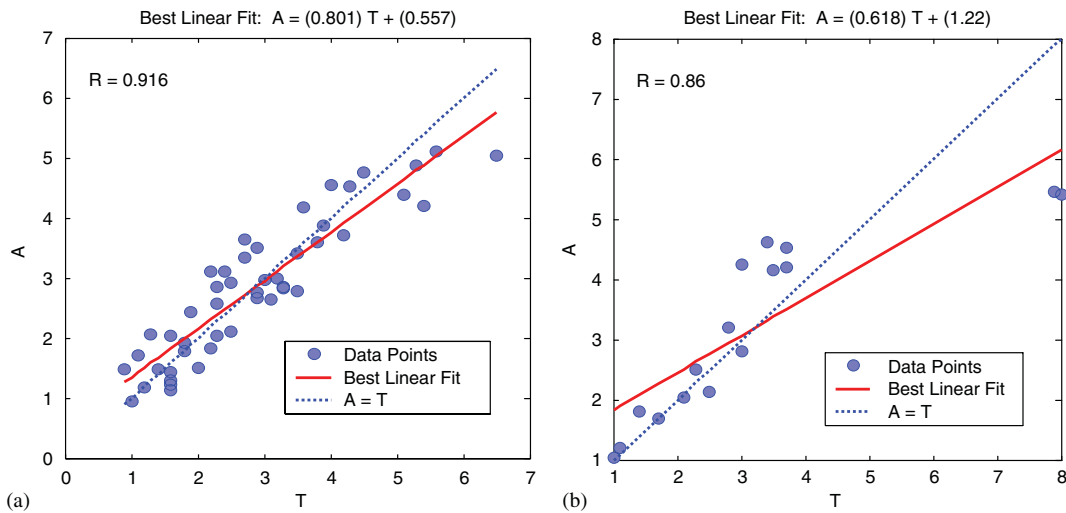 Best Linear Fit: A = (0.801) T + (0.557)
7
6
5
4
3
2
1
0
A
R = 0.916
Data Points
Best Linear Fit
A = T
0 1 2 3 4 5 6 7
T
(a)
Best Linear Fit: A = (0.618) T + (1.22)
8
7
6
5
4
3
2
1
A
R = 0.86
Data Points
Best Linear Fit
A = T
1 2 3 4 5 6 7 8
T
(b)